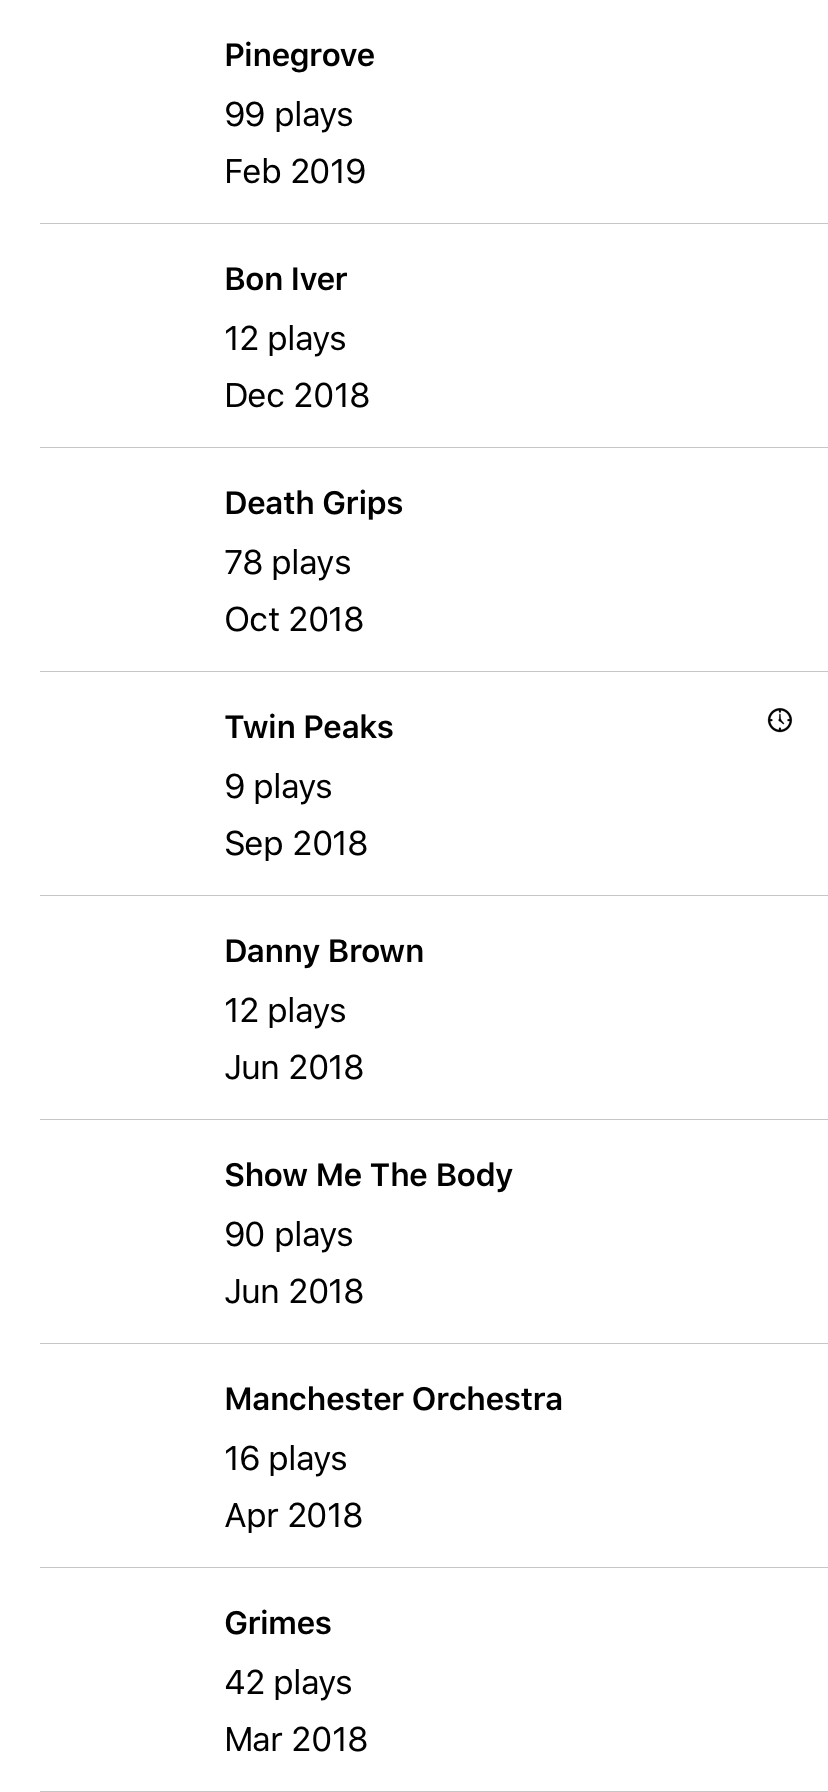 Pinegrove
99 plays
Feb 2019
Bon Iver
12 plays
Dec 2018
Death Grips
78 plays
Oct 2018
Twin Peaks
9 plays
Sep 2018
Danny Brown
12 plays
Jun 2018
Show Me The Body
90 plays
Jun 2018
Manchester Orchestra
16 plays
Apr 2018
Grimes
42 plays
Mar 2018